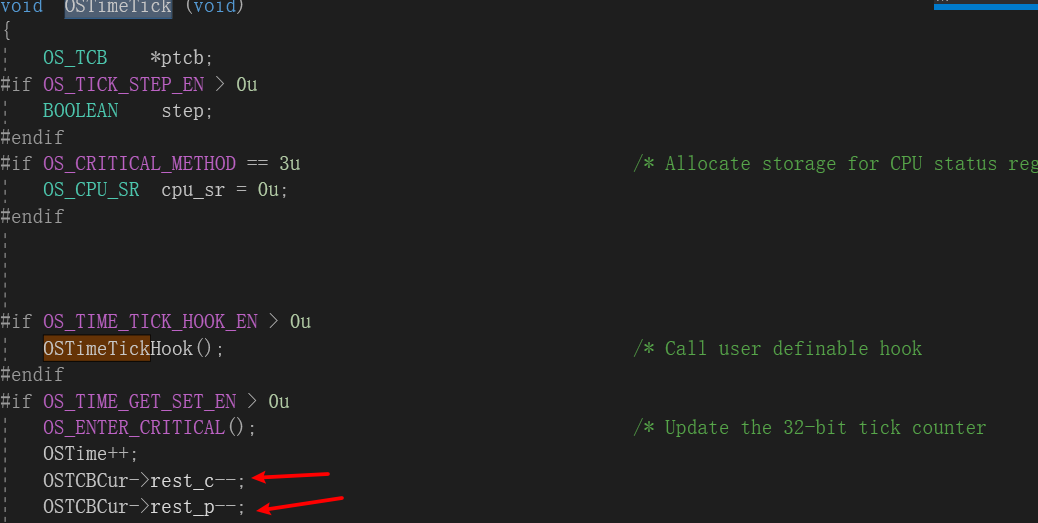 void  OSTimeTick (void)
{
    OS_TCB    *ptcb;
#if OS_TICK_STEP_EN > 0u
    BOOLEAN    step;
#endif
#if OS_CRITICAL_METHOD == 3u                               /* Allocate storage for CPU status reg
    OS_CPU_SR  cpu_sr = 0u;
#endif
#if OS_TIME_TICK_HOOK_EN > 0u
    OSTimeTickHook();                                      /* Call user definable hook
#endif
#if OS_TIME_GET_SET_EN > 0u
    OS_ENTER_CRITICAL();                                   /* Update the 32-bit tick counter
    OSTime++;
    OSTCBCur->rest_c--;
    OSTCBCur->rest_p--;